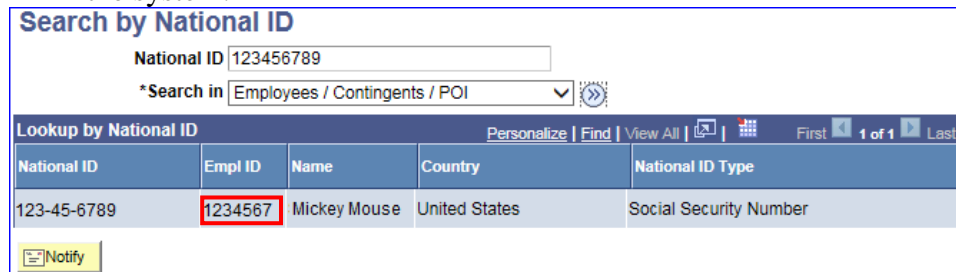 Search by National ID
National ID 123456789
*Search in Employees / Contingents / POI
Lookup by National ID Personalize | Find | View All | | First 1 of 1 Last
National ID Empl ID Name Country National ID Type
123-45-6789 1234567 Mickey Mouse United States Social Security Number
Notify